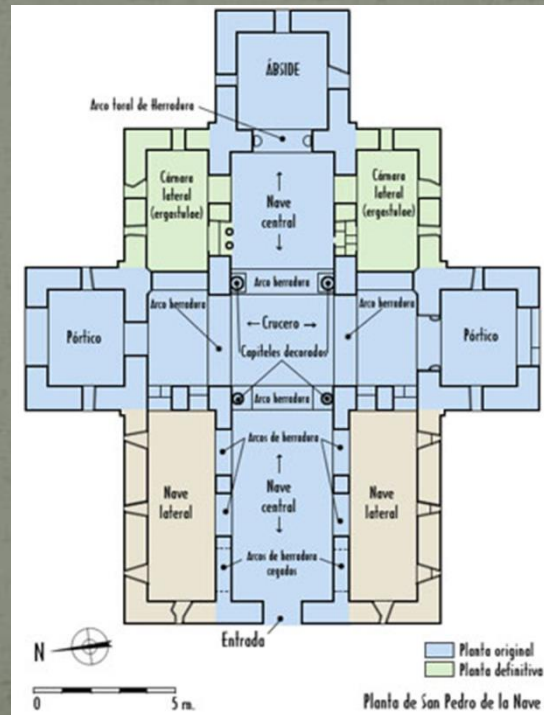 ÁBSIDE
Arco toral de Herradura
Cámara
lateral
(ergastulae)
Nave
central
Cámara
lateral
(ergastulae)
Arco herradura
Arco herradura
Arco herradura
Pórtico
Crucero
Pórtico
Capiteles decorados
Arco herradura
Arcos de herradura
Nave
lateral
Nave
central
Nave
lateral
Arcos de herradura
cegados
Entrada
N
Planta original
Planta definitiva
0 5 m.
Planta de San Pedro de la Nave